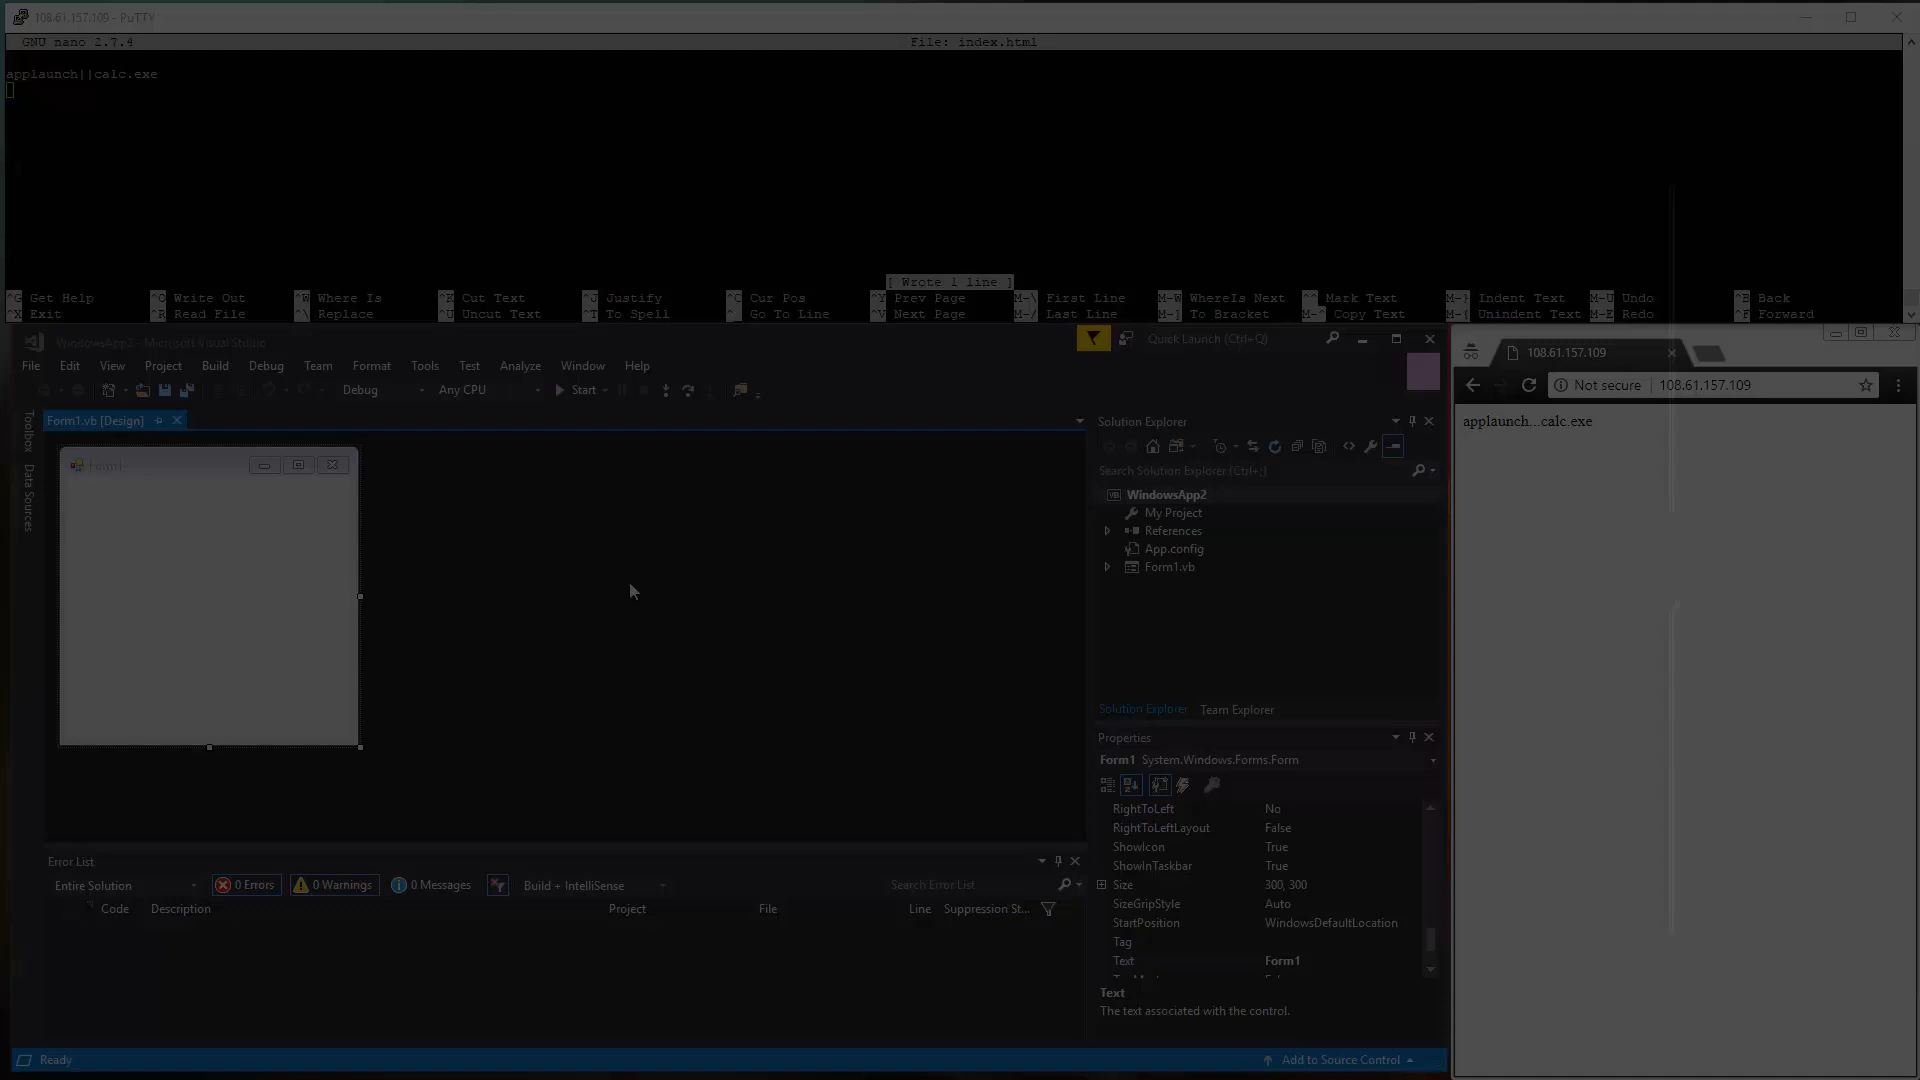 108.61.157.109 - PuTTY
GNU nano 2.7.4 File: index.html
applaunch||calc.exe
[ Wrote 1 line ]
^G Get Help ^O Write Out ^W Where Is ^K Cut Text ^J Justify ^C Cur Pos ^Y Prev Page M-\ First Line M-W WhereIs Next ^^ Mark Text M-} Indent Text M-U Undo ^B Back
^X Exit ^R Read File ^\ Replace ^U Uncut Text ^T To Spell ^_ Go To Line ^V Next Page M-/ Last Line M-] To Bracket M-^ Copy Text M-{ Unindent Text M-E Redo ^F Forward
WindowsApp2 - Microsoft Visual Studio
Quick Launch (Ctrl+Q)
File Edit View Project Build Debug Team Format Tools Test Analyze Window Help
Debug Any CPU Start
Toolbox
Data Sources
Form1.vb [Design]
Form1
Solution Explorer
Search Solution Explorer (Ctrl+;)
VB WindowsApp2
My Project
References
App.config
Form1.vb
Solution Explorer Team Explorer
Properties
Form1 System.Windows.Forms.Form
RightToLeft No
RightToLeftLayout False
ShowIcon True
ShowInTaskbar True
Size 300, 300
SizeGripStyle Auto
StartPosition WindowsDefaultLocation
Tag
Text Form1
Text
The text associated with the control.
Error List
Entire Solution 0 Errors 0 Warnings 0 Messages Build + IntelliSense Search Error List
Code Description Project File Line Suppression St...
Ready Add to Source Control
108.61.157.109
Not secure 108.61.157.109
applaunch...calc.exe